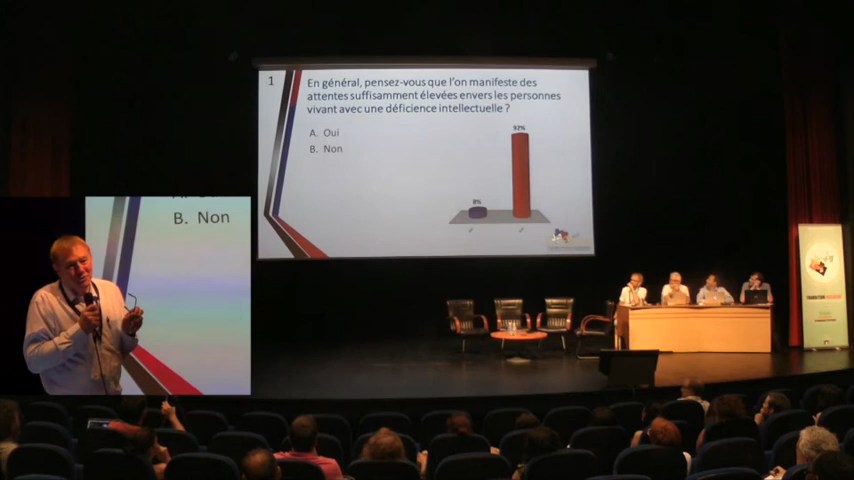 1
En général, pensez-vous que l'on manifeste des
attentes suffisamment élevées envers les personnes
vivant avec une déficience intellectuelle ?
A. Oui
B. Non
92%
8%
B. Non